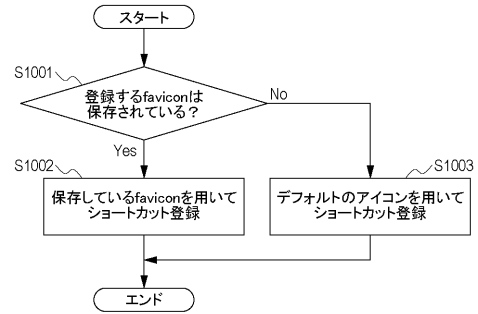 スタート
S1001
登録するfaviconは
保存されている？
No
Yes
S1002
S1003
保存しているfaviconを用いて
ショートカット登録
デフォルトのアイコンを用いて
ショートカット登録
エンド